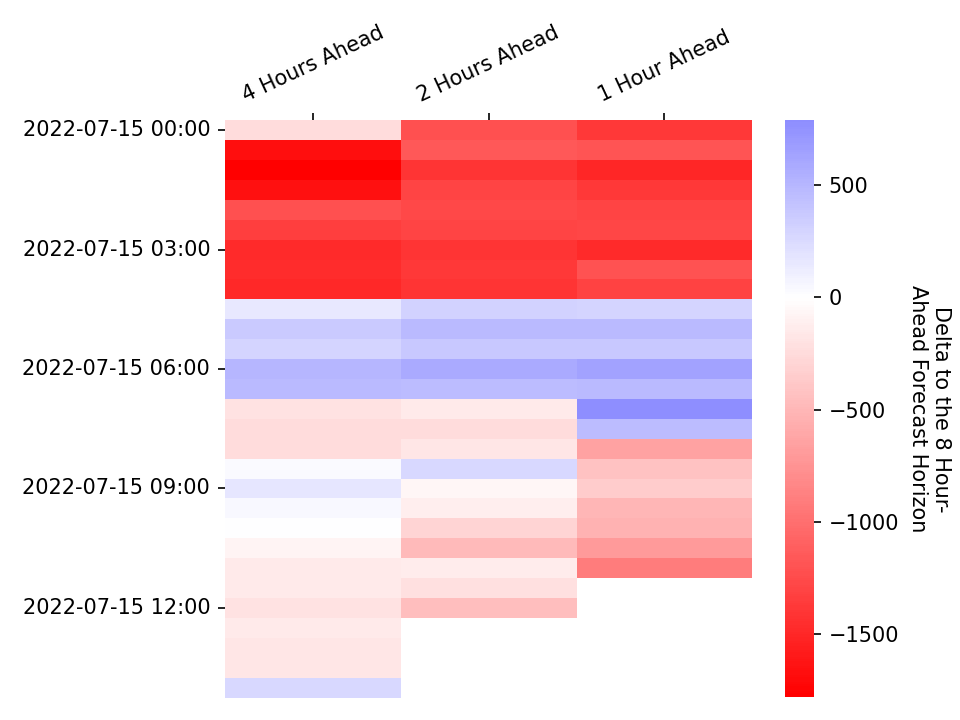 4 Hours Ahead
2 Hours Ahead
1 Hour Ahead
2022-07-15 00:00
2022-07-15 03:00
2022-07-15 06:00
2022-07-15 09:00
2022-07-15 12:00
500
0
−500
−1000
−1500
Delta to the 8 Hour-
Ahead Forecast Horizon